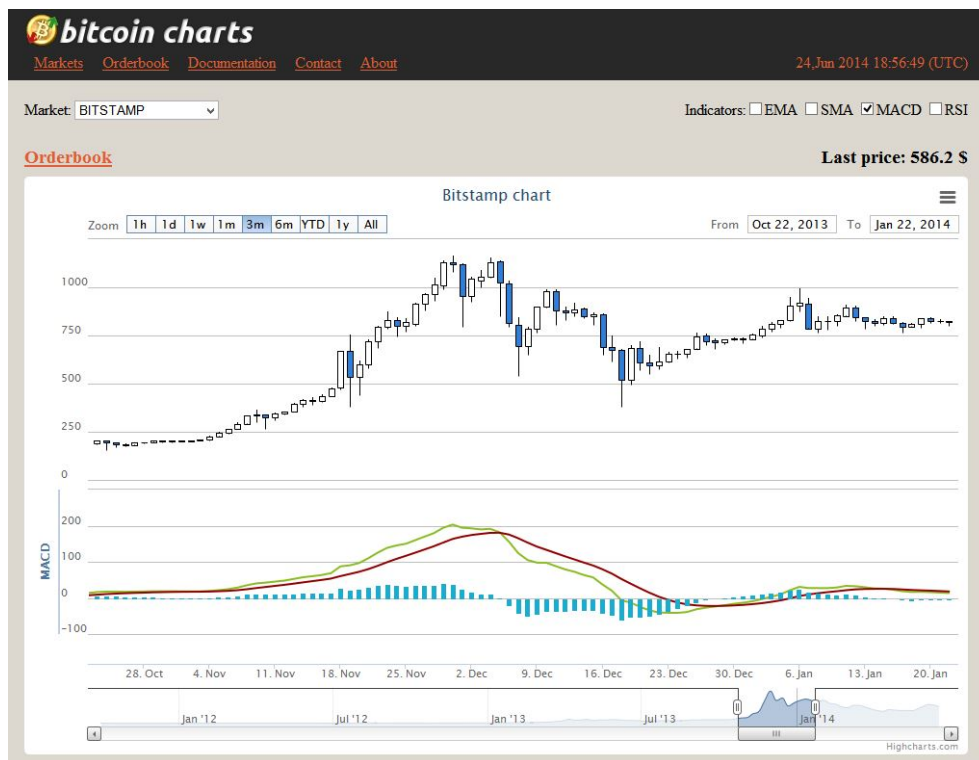 bitcoin charts
Markets Orderbook Documentation Contact About 24,Jun 2014 18:56:49 (UTC)
Market: BITSTAMP Indicators: EMA SMA MACD RSI
Orderbook Last price: 586.2 $
Bitstamp chart
Zoom 1h 1d 1w 1m 3m 6m YTD 1y All From Oct 22, 2013 To Jan 22, 2014
1000
750
500
250
0
200
100
0
-100
MACD
28. Oct 4. Nov 11. Nov 18. Nov 25. Nov 2. Dec 9. Dec 16. Dec 23. Dec 30. Dec 6. Jan 13. Jan 20. Jan
Jan '12 Jul '12 Jan '13 Jul '13 Jan '14
Highcharts.com